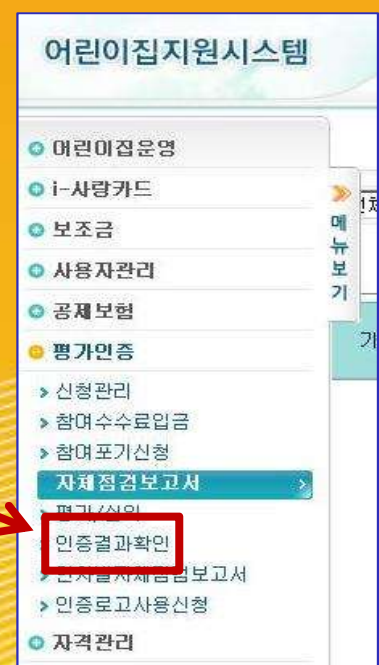 어린이집지원시스템
어린이집운영
i-사랑카드
보조금
사용자관리
공제보험
평가인증
신청관리
참여수수료입금
참여포기신청
자체점검보고서
인증결과확인
인증로고사용신청
자격관리
메뉴보기